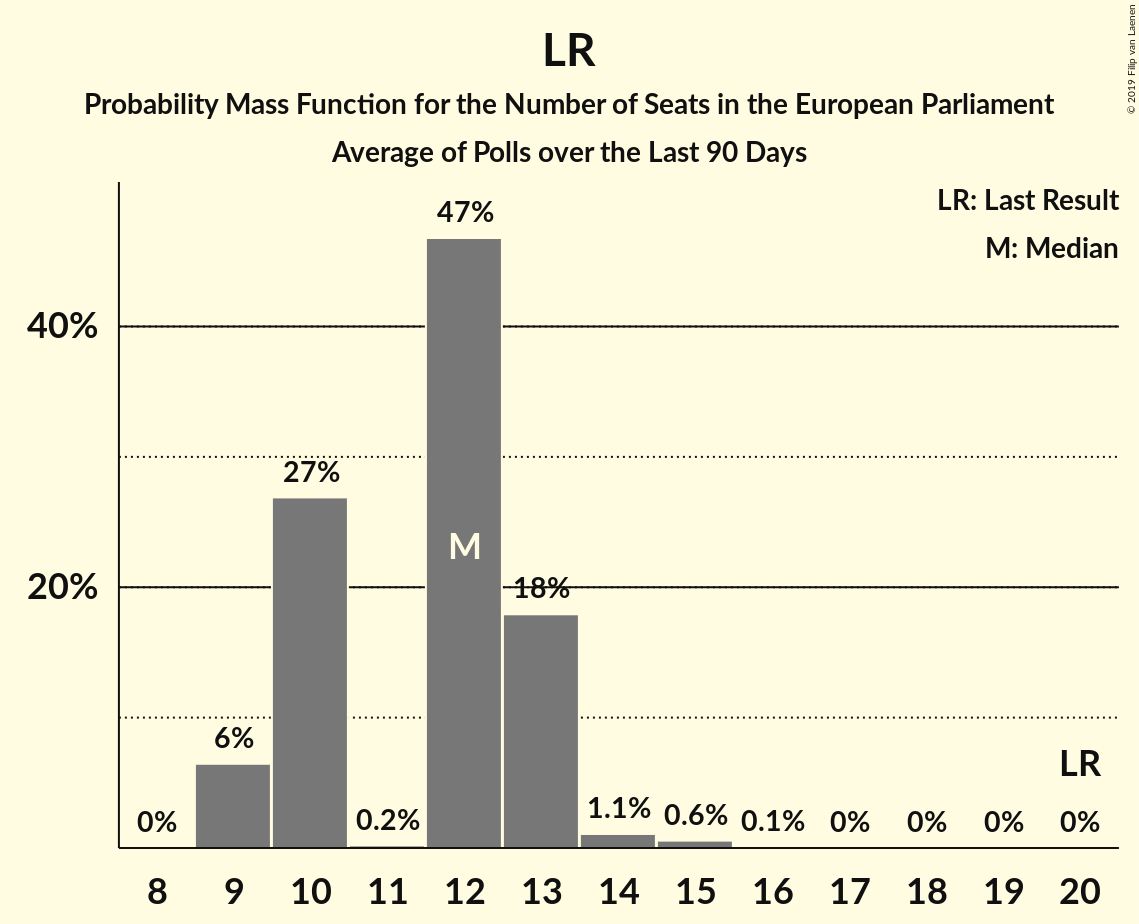 LR
Probability Mass Function for the Number of Seats in the European Parliament
Average of Polls over the Last 90 Days
© 2019 Filip van Laenen
LR: Last Result
M: Median
47%
40%
27%
M
20%
18%
6%
LR
0%
0.2%
1.1%
0.6%
0.1%
0%
0%
0%
0%
8 9 10 11 12 13 14 15 16 17 18 19 20